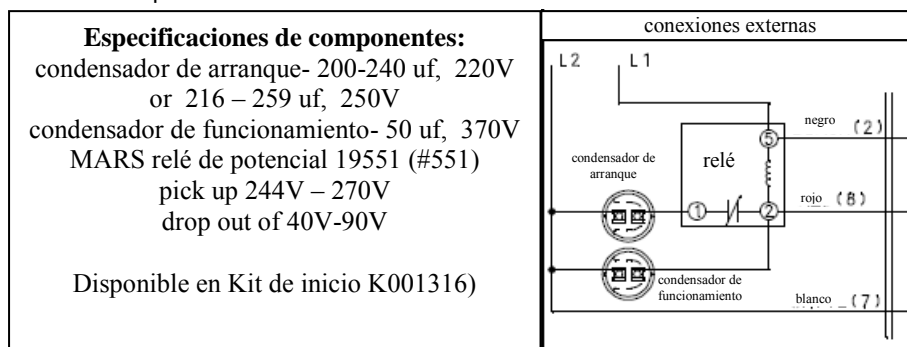 Especificaciones de componentes:
condensador de arranque- 200-240 uf, 220V
or 216 – 259 uf, 250V
condensador de funcionamiento- 50 uf, 370V
MARS relé de potencial 19551 (#551)
pick up 244V – 270V
drop out of 40V-90V
Disponible en Kit de inicio K001316)
conexiones externas
L2 L1
negro (2)
5
condensador de
arranque
relé
rojo (8)
1
2
condensador de
funcionamiento
blanco (7)